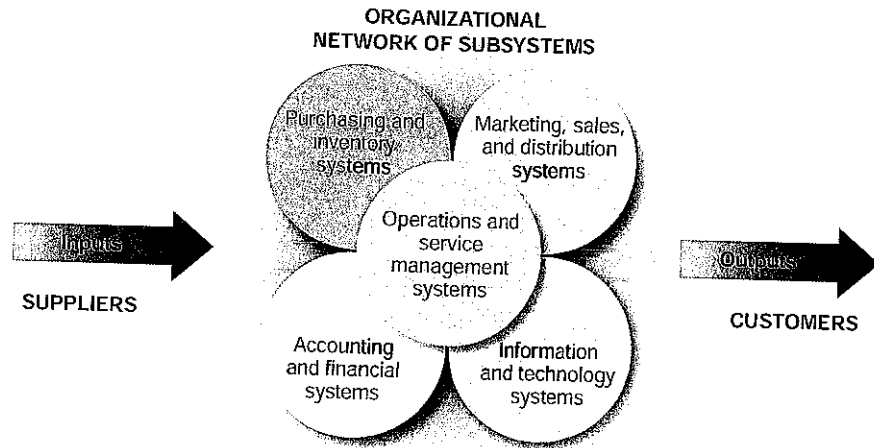 ORGANIZATIONAL
NETWORK OF SUBSYSTEMS
Purchasing and
inventory
systems
Marketing, sales,
and distribution
systems
Inputs
SUPPLIERS
Operations and
service
management
systems
Outputs
CUSTOMERS
Accounting
and financial
systems
Information
and technology
systems